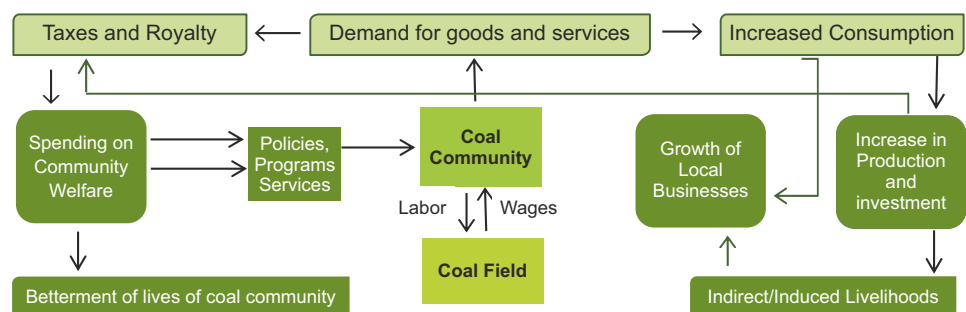 Taxes and Royalty
Demand for goods and services
Increased Consumption
Spending on
Community
Welfare
Policies,
Programs
Services
Coal
Community
Growth of
Local
Businesses
Increase in
Production
and
investment
Labor
Wages
Coal Field
Betterment of lives of coal community
Indirect/Induced Livelihoods